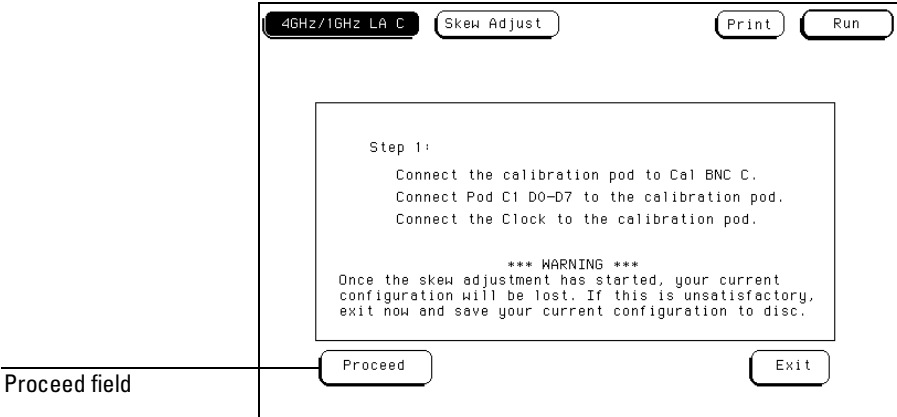 4GHz/1GHz LA C Skew Adjust Print Run
Step 1:
Connect the calibration pod to Cal BNC C.
Connect Pod C1 D0-D7 to the calibration pod.
Connect the Clock to the calibration pod.
*** WARNING ***
Once the skew adjustment has started, your current
configuration will be lost. If this is unsatisfactory,
exit now and save your current configuration to disc.
Proceed Exit
Proceed field